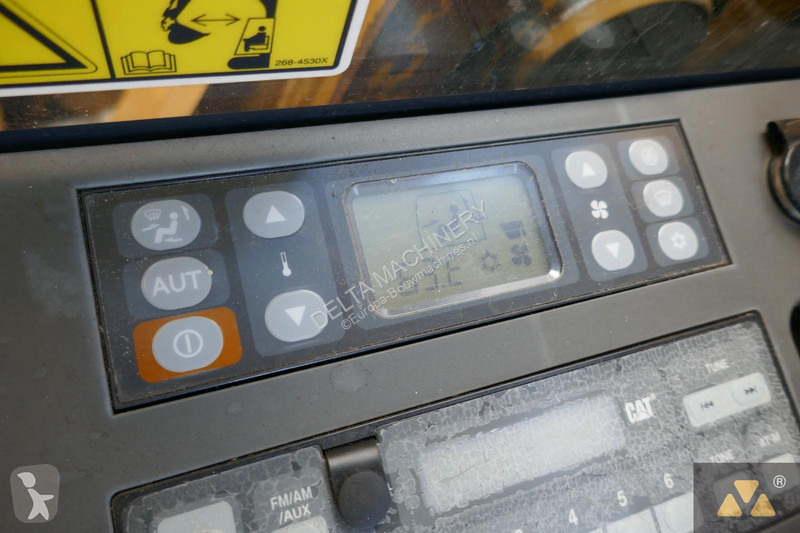 268-4530X
AUT
DELTA MACHINERY
©Europa-Bouwmachines.nl
CAT
TUNE
TONE
FM/AM
/AUX
4 5 6
®